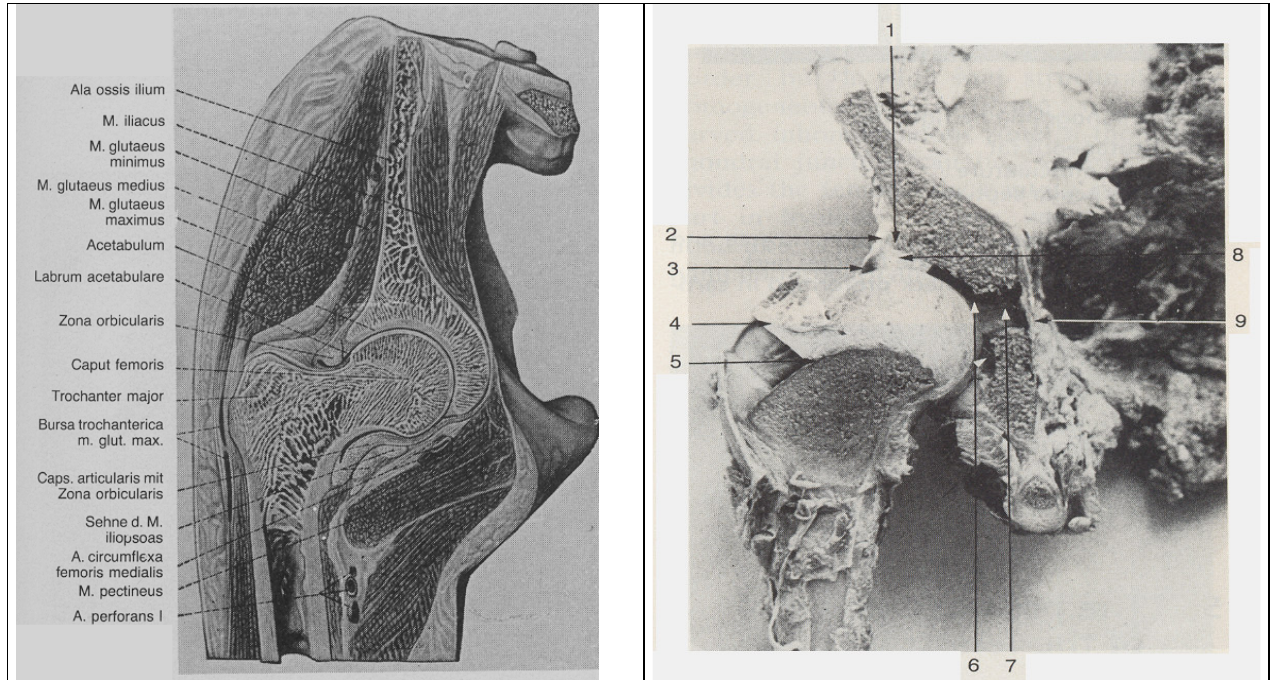 Ala ossis ilium
M. iliacus
M. glutaeus
minimus
M. glutaeus medius
M. glutaeus
maximus
Acetabulum
Labrum acetabulare
Zona orbicularis
Caput femoris
Trochanter major
Bursa trochanterica
m. glut. max.
Caps. articularis mit
Zona orbicularis
Sehne d. M.
iliopsoas
A. circumflexa
femoris medialis
M. pectineus
A. perforans I
1
2
3
4
5
8
9
6 7